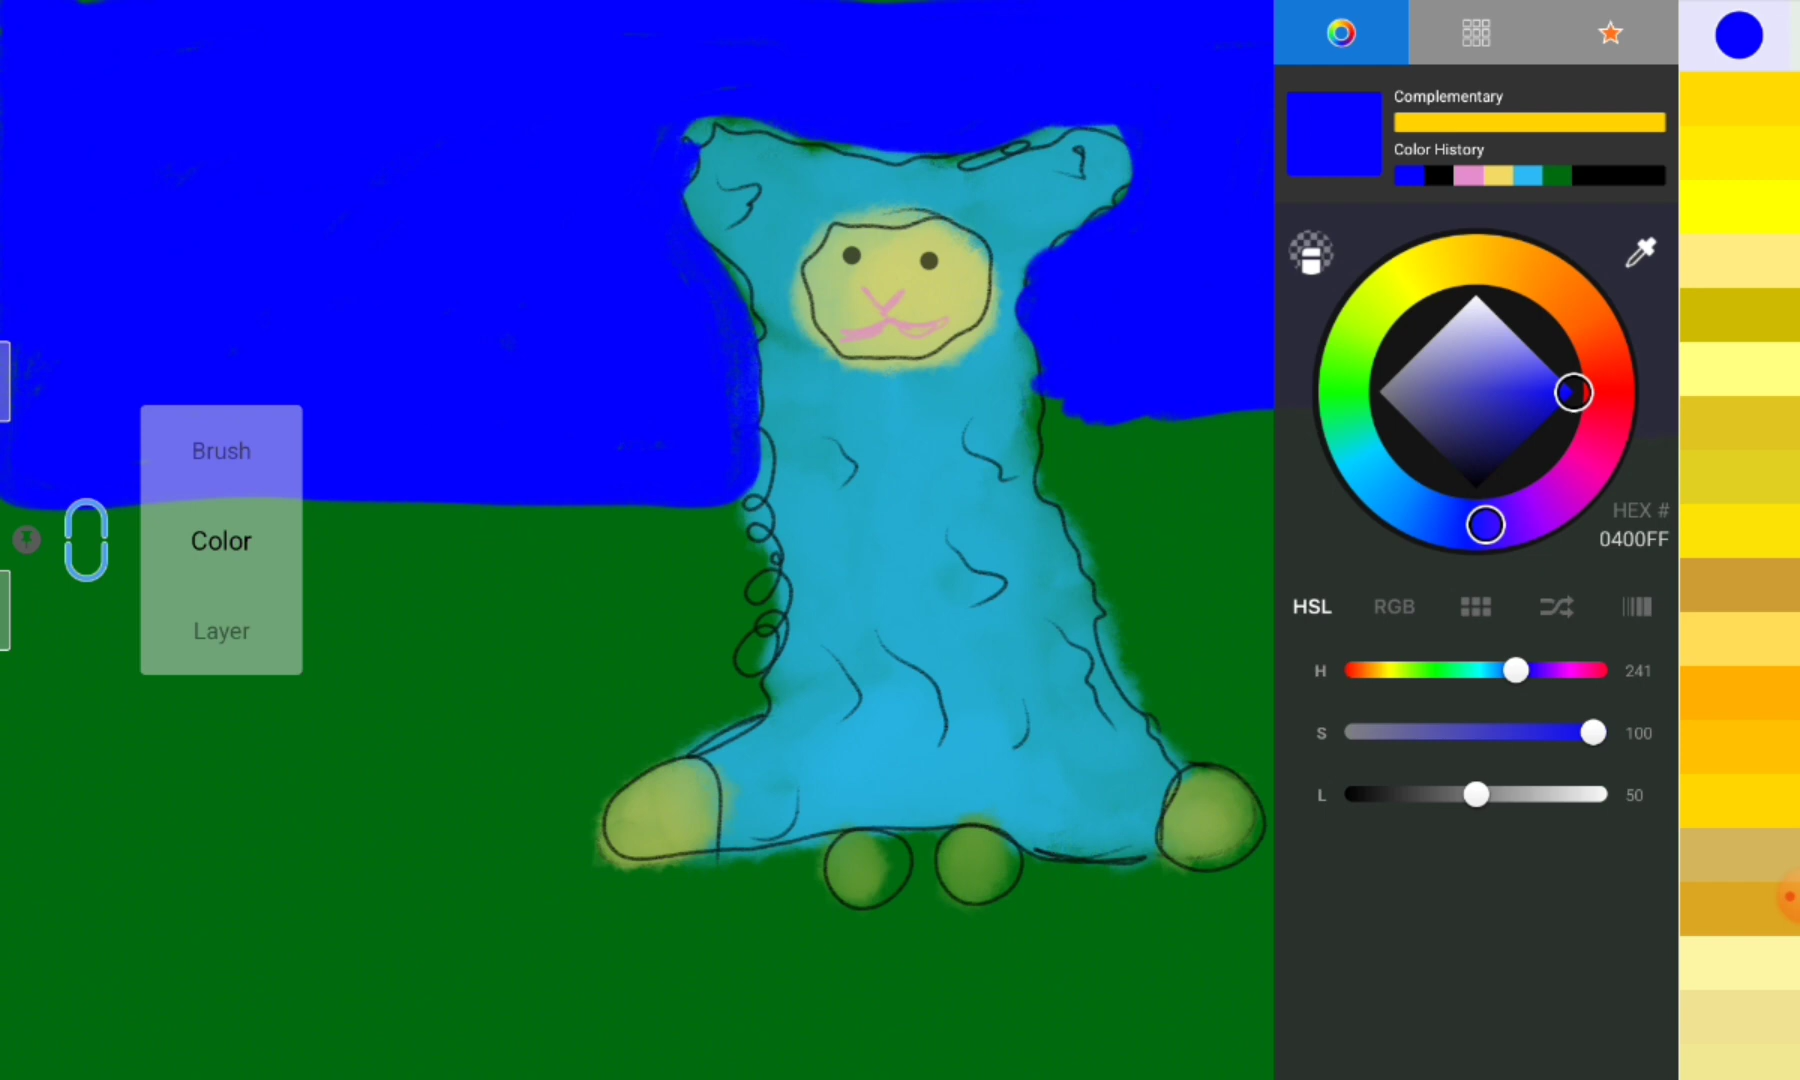 Complementary
Color History
Brush
Color
Layer
HEX #
0400FF
HSL RGB
H 241
S 100
L 50